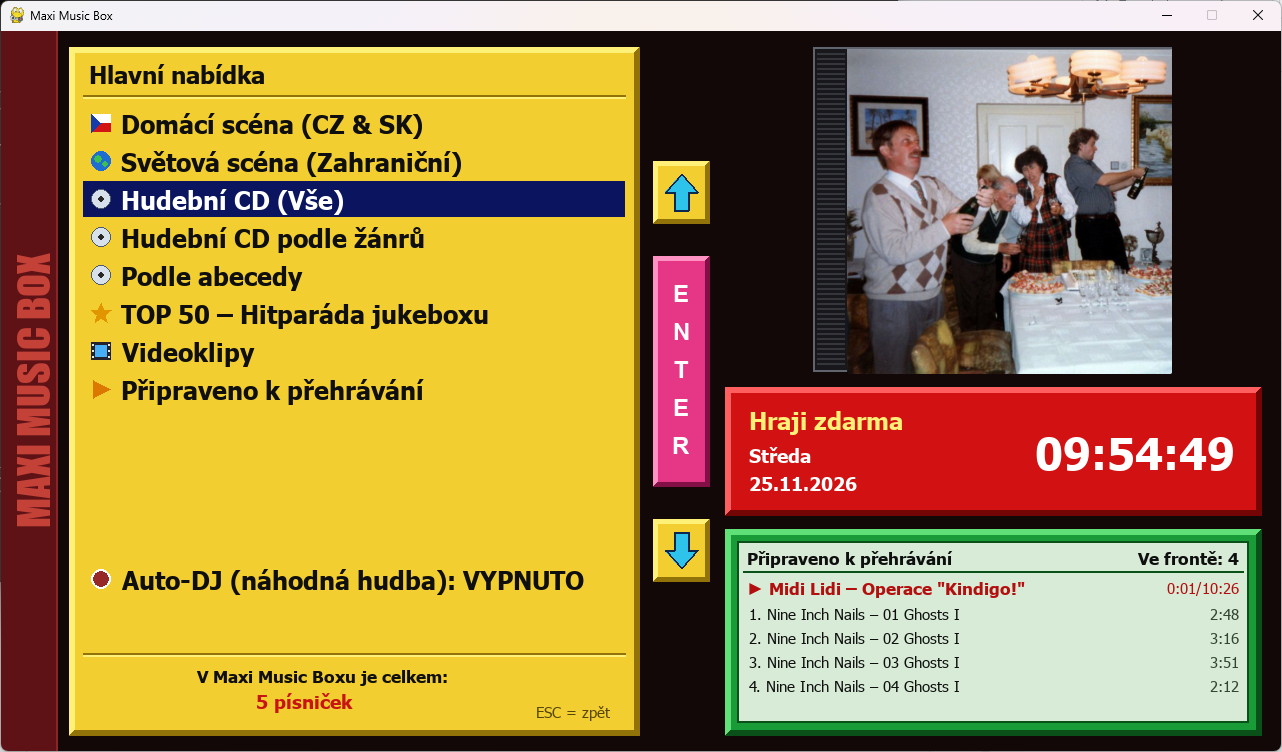 Maxi Music Box
MAXI MUSIC BOX
Hlavní nabídka
Domácí scéna (CZ & SK)
Světová scéna (Zahraniční)
Hudební CD (Vše)
Hudební CD podle žánrů
Podle abecedy
TOP 50 – Hitparáda jukeboxu
Videoklipy
Připraveno k přehrávání
Auto-DJ (náhodná hudba): VYPNUTO
V Maxi Music Boxu je celkem:
5 písniček
ESC = zpět
ENTER
Hraji zdarma
Středa
25.11.2026
09:54:49
Připraveno k přehrávání Ve frontě: 4
Midi Lidi – Operace "Kindigo!" 0:01/10:26
1. Nine Inch Nails – 01 Ghosts I 2:48
2. Nine Inch Nails – 02 Ghosts I 3:16
3. Nine Inch Nails – 03 Ghosts I 3:51
4. Nine Inch Nails – 04 Ghosts I 2:12